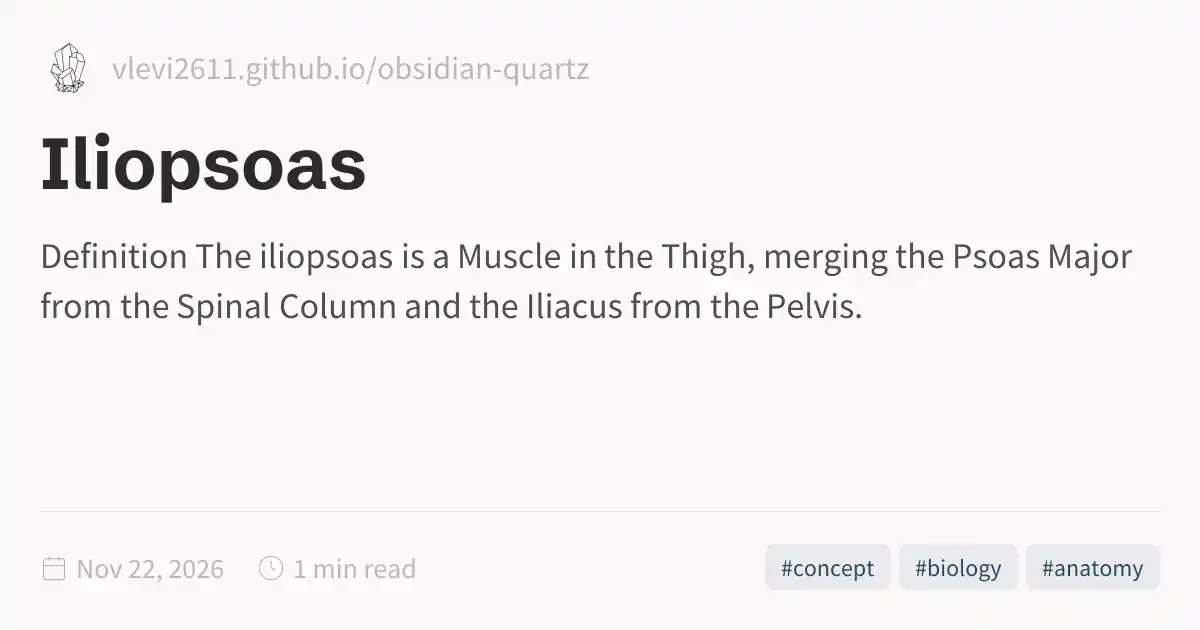 vlevi2611.github.io/obsidian-quartz
Iliopsoas
Definition The iliopsoas is a Muscle in the Thigh, merging the Psoas Major
from the Spinal Column and the Iliacus from the Pelvis.
Nov 22, 2026 1 min read #concept #biology #anatomy